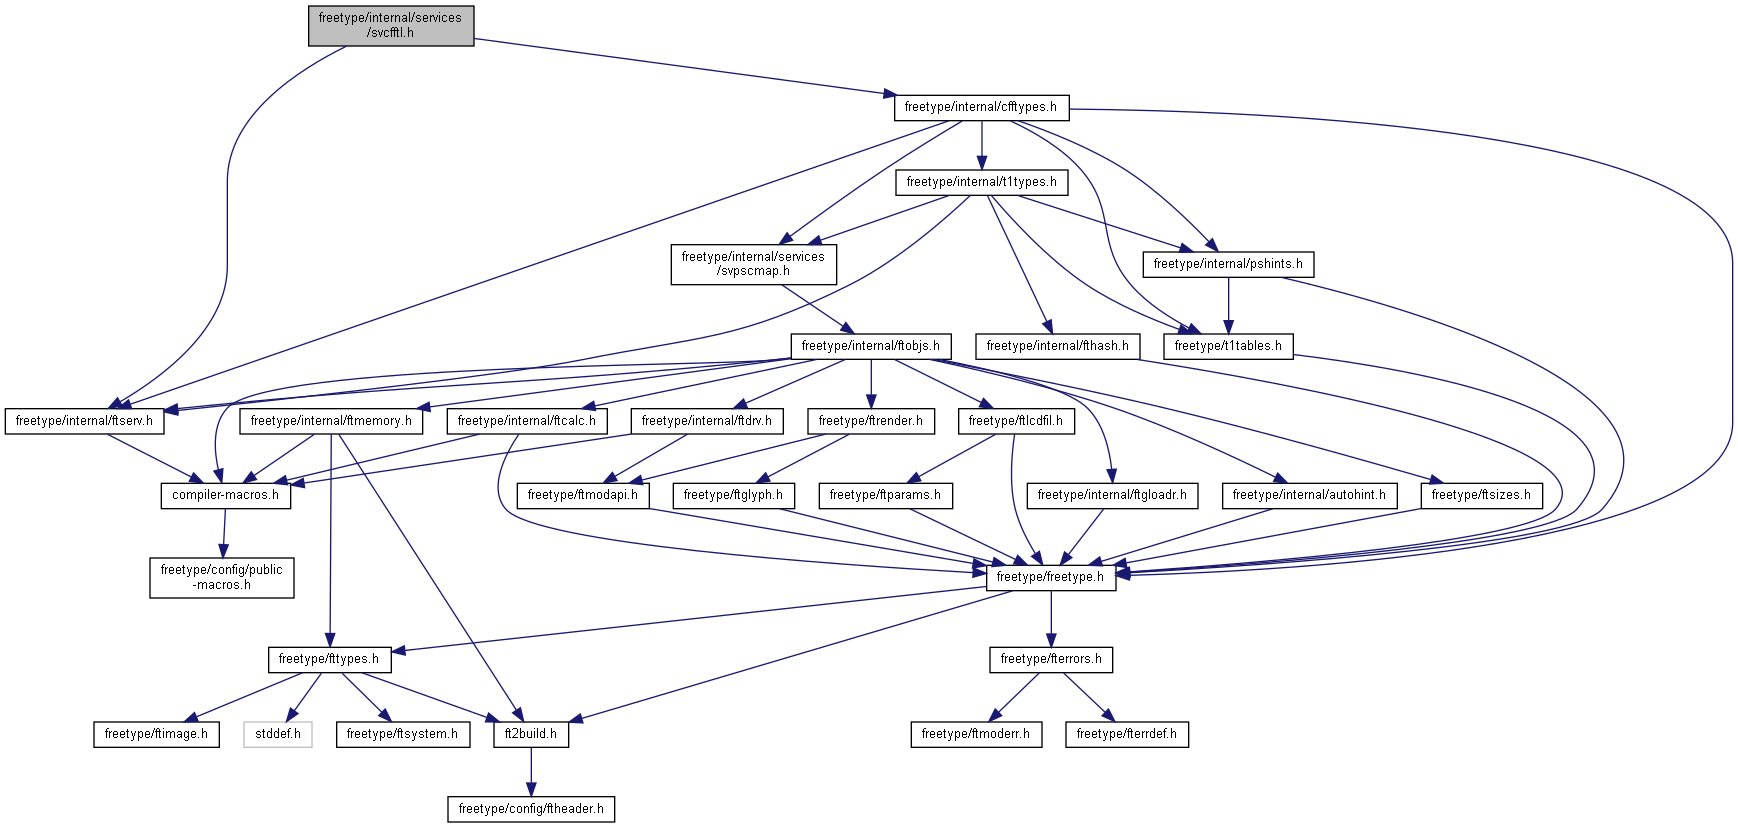 freetype/internal/services
/svcfftl.h
freetype/internal/cfftypes.h
freetype/internal/t1types.h
freetype/internal/services
/svpscmap.h
freetype/internal/pshints.h
freetype/internal/ftobjs.h
freetype/internal/fthash.h
freetype/t1tables.h
freetype/internal/ftserv.h
freetype/internal/ftmemory.h
freetype/internal/ftcalc.h
freetype/internal/ftdrv.h
freetype/ftrender.h
freetype/ftlcdfil.h
compiler-macros.h
freetype/ftmodapi.h
freetype/ftglyph.h
freetype/ftparams.h
freetype/internal/ftgloadr.h
freetype/internal/autohint.h
freetype/ftsizes.h
freetype/config/public
-macros.h
freetype/freetype.h
freetype/fttypes.h
freetype/fterrors.h
freetype/ftimage.h
stddef.h
freetype/ftsystem.h
ft2build.h
freetype/ftmoderr.h
freetype/fterrdef.h
freetype/config/ftheader.h